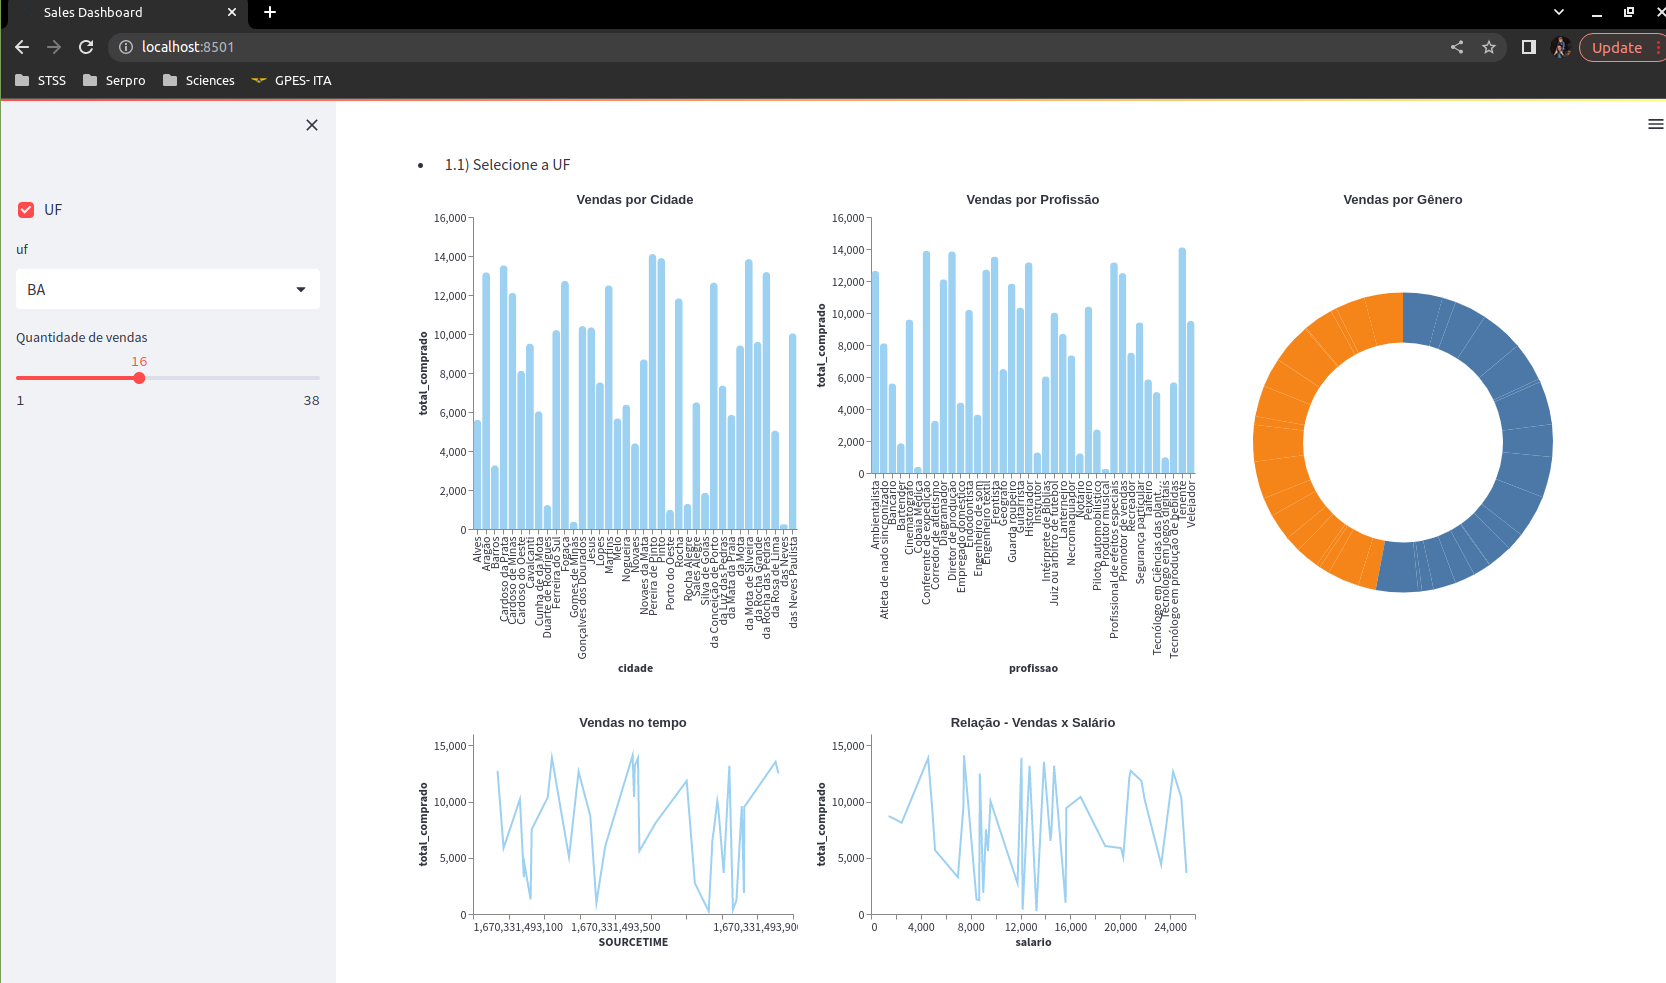 Sales Dashboard
localhost:8501
Update
STSS
Serpro
Sciences
GPES- ITA
UF
uf
BA
Quantidade de vendas
16
1
38
1.1) Selecione a UF
Vendas por Cidade
16,000
14,000
12,000
10,000
8,000
6,000
4,000
2,000
0
total_comprado
Alves
Aragão
Barros
Cardoso da Prata
Cardoso de Minas
Cardoso do Oeste
Cavalcanti
Cunha de da Mota
Duarte de Rodrigues
Ferreira do Sul
Fogaça
Gomes de Minas
Gonçalves dos Dourados
Jesus
Lopes
Martins
Melo
Nogueira
Novaes
Novaes da Mata
Pereira de Pinto
Pinto
Porto do Oeste
Rocha
Rocha Alegre
Sales Alegre
Silva de Goiás
da Conceição de Porto
da Luz das Pedras
da Mata da Praia
da Mota
da Mota de Silveira
da Rocha Grande
da Rocha das Pedras
da Rosa de Lima
das Neves
das Neves Paulista
cidade
Vendas por Profissão
16,000
14,000
12,000
10,000
8,000
6,000
4,000
2,000
0
total_comprado
Ambientalista
Atleta de nado sincronizado
Bancário
Bartender
Cinematógrafo
Cobaia Médica
Conferente de expedição
Corredor de atletismo
Diagramador
Diretor de produção
Empregado doméstico
Endodontista
Engenheiro de som
Engenheiro têxtil
Frentista
Geógrafo
Guarda roupeiro
Guitarrista
Historiador
Instrutor
Intérprete de Bíblias
Juiz ou árbitro de futebol
Lanterneiro
Necromaquiador
Notário
Peixeiro
Piloto automobilístico
Produtor musical
Profissional de efeitos especiais
Promotor de vendas
Recreador
Segurança particular
Taifeiro
Tecnólogo em Ciências das plant…
Tecnólogo em jogos digitais
Tecnólogo em produção de bebidas
Tenente
Velejador
profissao
Vendas por Gênero
Vendas no tempo
15,000
10,000
5,000
0
total_comprado
1,670,331,493,100
1,670,331,493,500
1,670,331,493,90
SOURCETIME
Relação - Vendas x Salário
15,000
10,000
5,000
0
total_comprado
0
4,000
8,000
12,000
16,000
20,000
24,000
salario